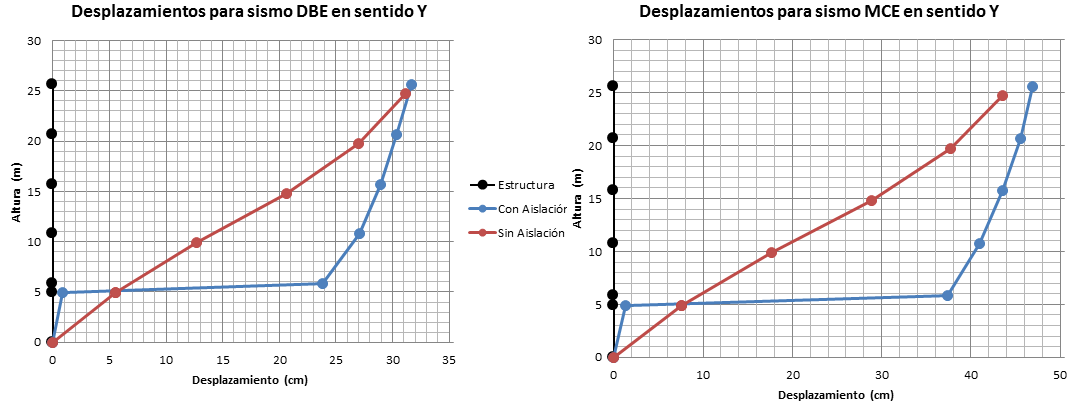 Desplazamientos para sismo DBE en sentido Y
30
25
20
15
10
5
0
Altura (m)
0 5 10 15 20 25 30 35
Desplazamiento (cm)
Estructura
Con Aislaciór
Sin Aislación
Desplazamientos para sismo MCE en sentido Y
30
25
20
15
10
5
0
Altura (m)
0 10 20 30 40 50
Desplazamiento (cm)